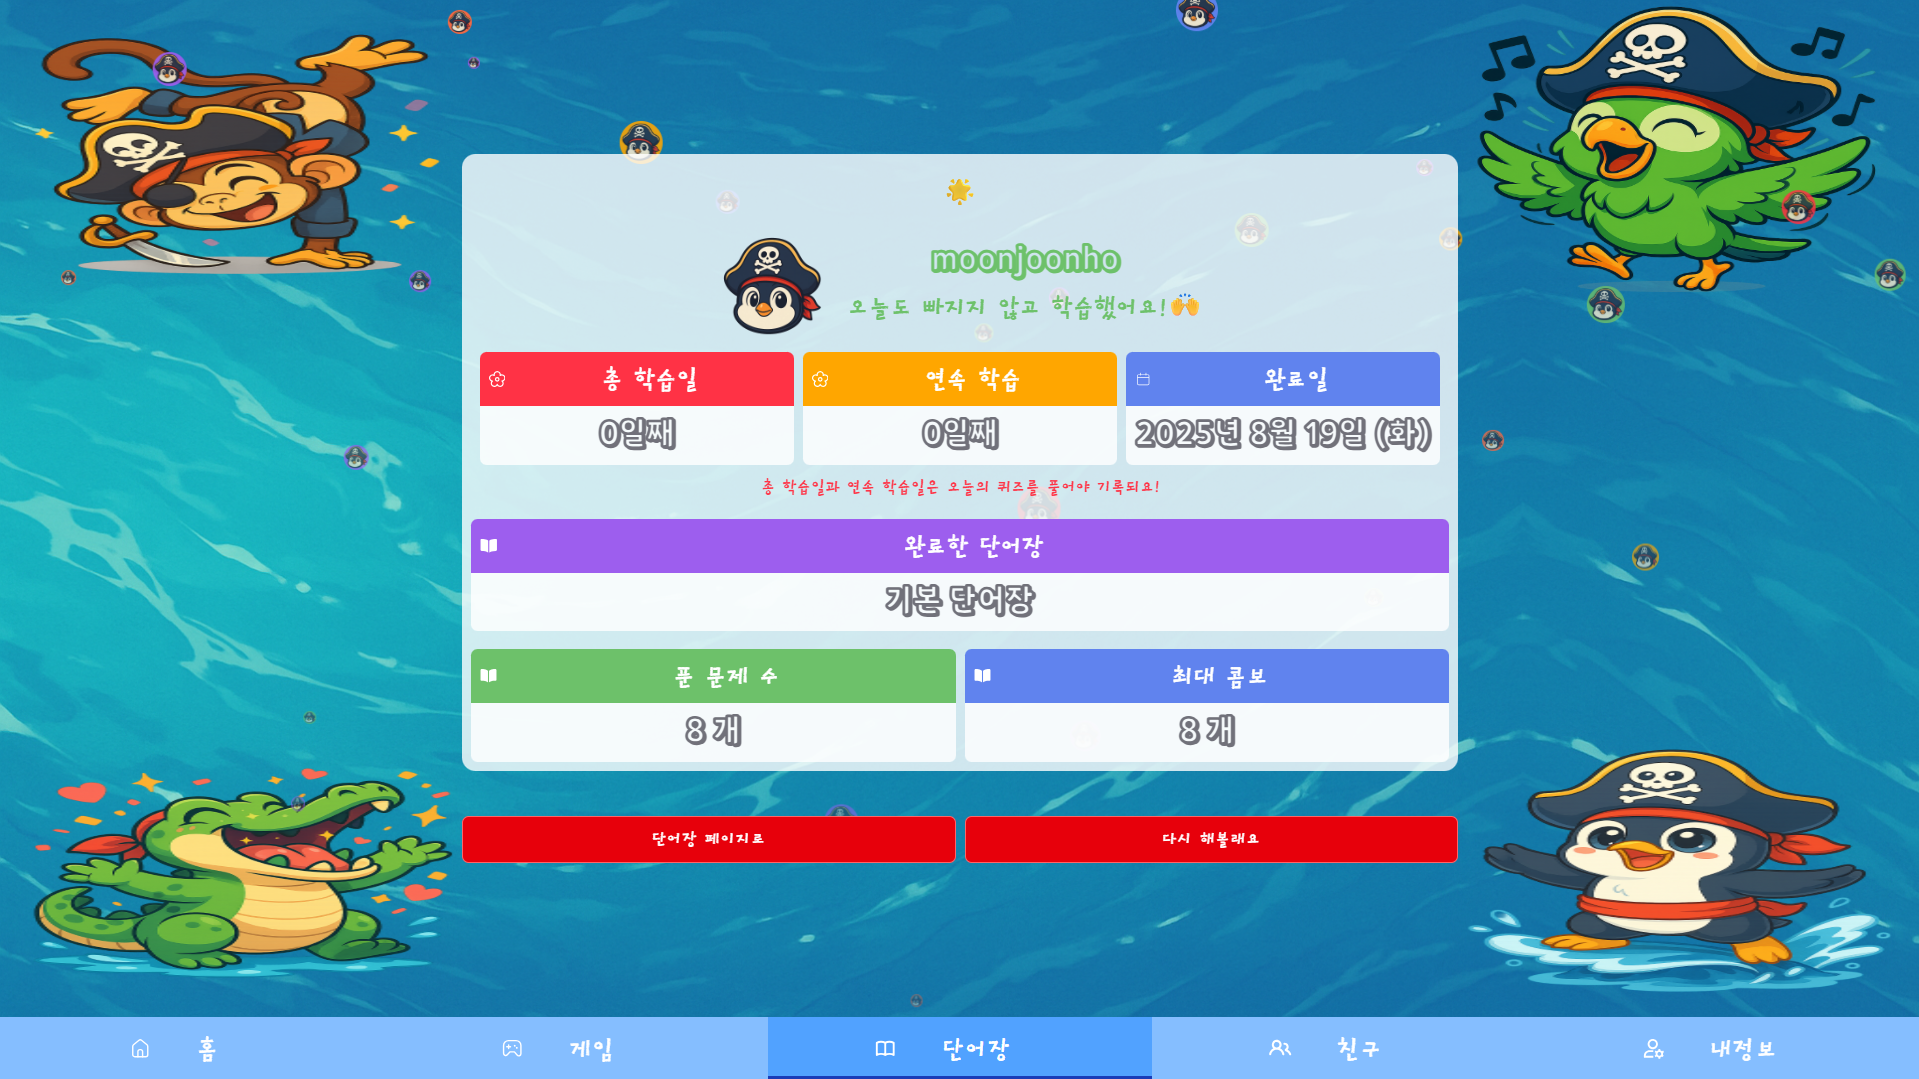 moonjoonho
오늘도 빠지지 않고 학습했어요!🙌
총 학습일
연속 학습
완료일
0일째
0일째
2025년 8월 19일 (화)
총 학습일과 연속 학습일은 오늘의 퀴즈를 풀어야 기록되요!
완료한 단어장
기본 단어장
푼 문제 수
최대 콤보
8 개
8 개
단어장 페이지로
다시 해볼래요
홈
게임
단어장
친구
내정보